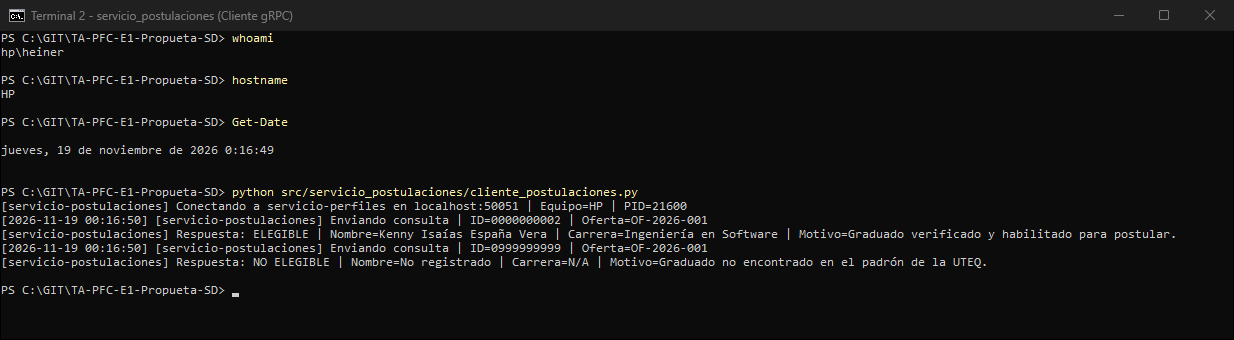 Terminal 2 - servicio_postulaciones (Cliente gRPC)
PS C:\GIT\TA-PFC-E1-Propueta-SD> whoami
hp\heiner
PS C:\GIT\TA-PFC-E1-Propueta-SD> hostname
HP
PS C:\GIT\TA-PFC-E1-Propueta-SD> Get-Date
jueves, 19 de noviembre de 2026 0:16:49
PS C:\GIT\TA-PFC-E1-Propueta-SD> python src/servicio_postulaciones/cliente_postulaciones.py
[servicio-postulaciones] Conectando a servicio-perfiles en localhost:50051 | Equipo=HP | PID=21600
[2026-11-19 00:16:50] [servicio-postulaciones] Enviando consulta | ID=0000000002 | Oferta=OF-2026-001
[servicio-postulaciones] Respuesta: ELEGIBLE | Nombre=Kenny Isaías España Vera | Carrera=Ingeniería en Software | Motivo=Graduado verificado y habilitado para postular.
[2026-11-19 00:16:50] [servicio-postulaciones] Enviando consulta | ID=0999999999 | Oferta=OF-2026-001
[servicio-postulaciones] Respuesta: NO ELEGIBLE | Nombre=No registrado | Carrera=N/A | Motivo=Graduado no encontrado en el padrón de la UTEQ.
PS C:\GIT\TA-PFC-E1-Propueta-SD>